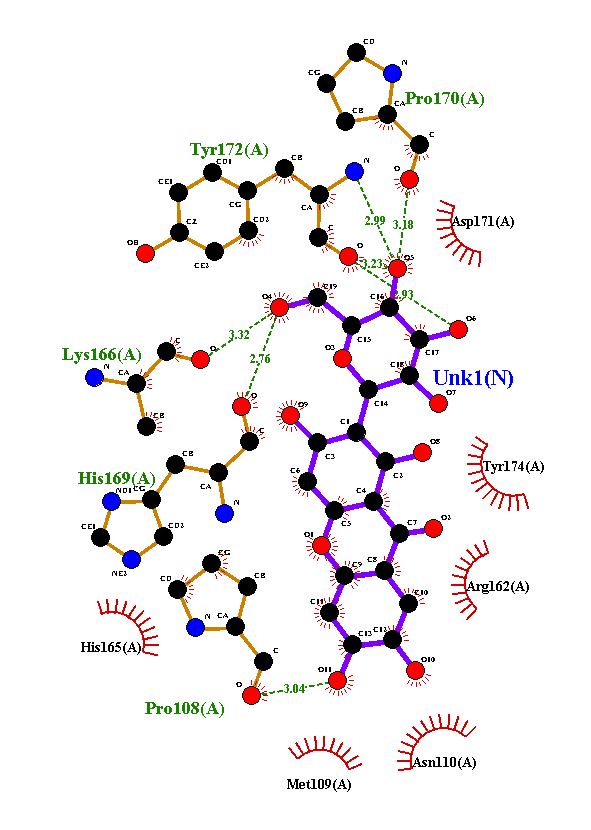 CD
CG
N
CB
CA
Pro170(A)
C
O
Tyr172(A)
CD1
CB
N
CE1
CG
CA
CZ
CD2
C
OH
CE2
O
2.99
3.18
Asp171(A)
3.23
O5
2.93
O4
C19
C16
O6
C15
C17
Lys166(A)
C
O
3.32
N
CA
CB
2.76
O3
C18
Unk1(N)
C14
O7
O
O9
C
C1
C3
O8
C2
CB
His169(A)
CA
ND1
CG
N
CE1
CD2
NE2
C6
C4
C5
C7
O2
Tyr174(A)
O1
C9
C8
CG
CD
CB
N
CA
C11
C10
Arg162(A)
His165(A)
C13
C12
C
O
3.04
O11
O10
Pro108(A)
Met109(A)
Asn110(A)